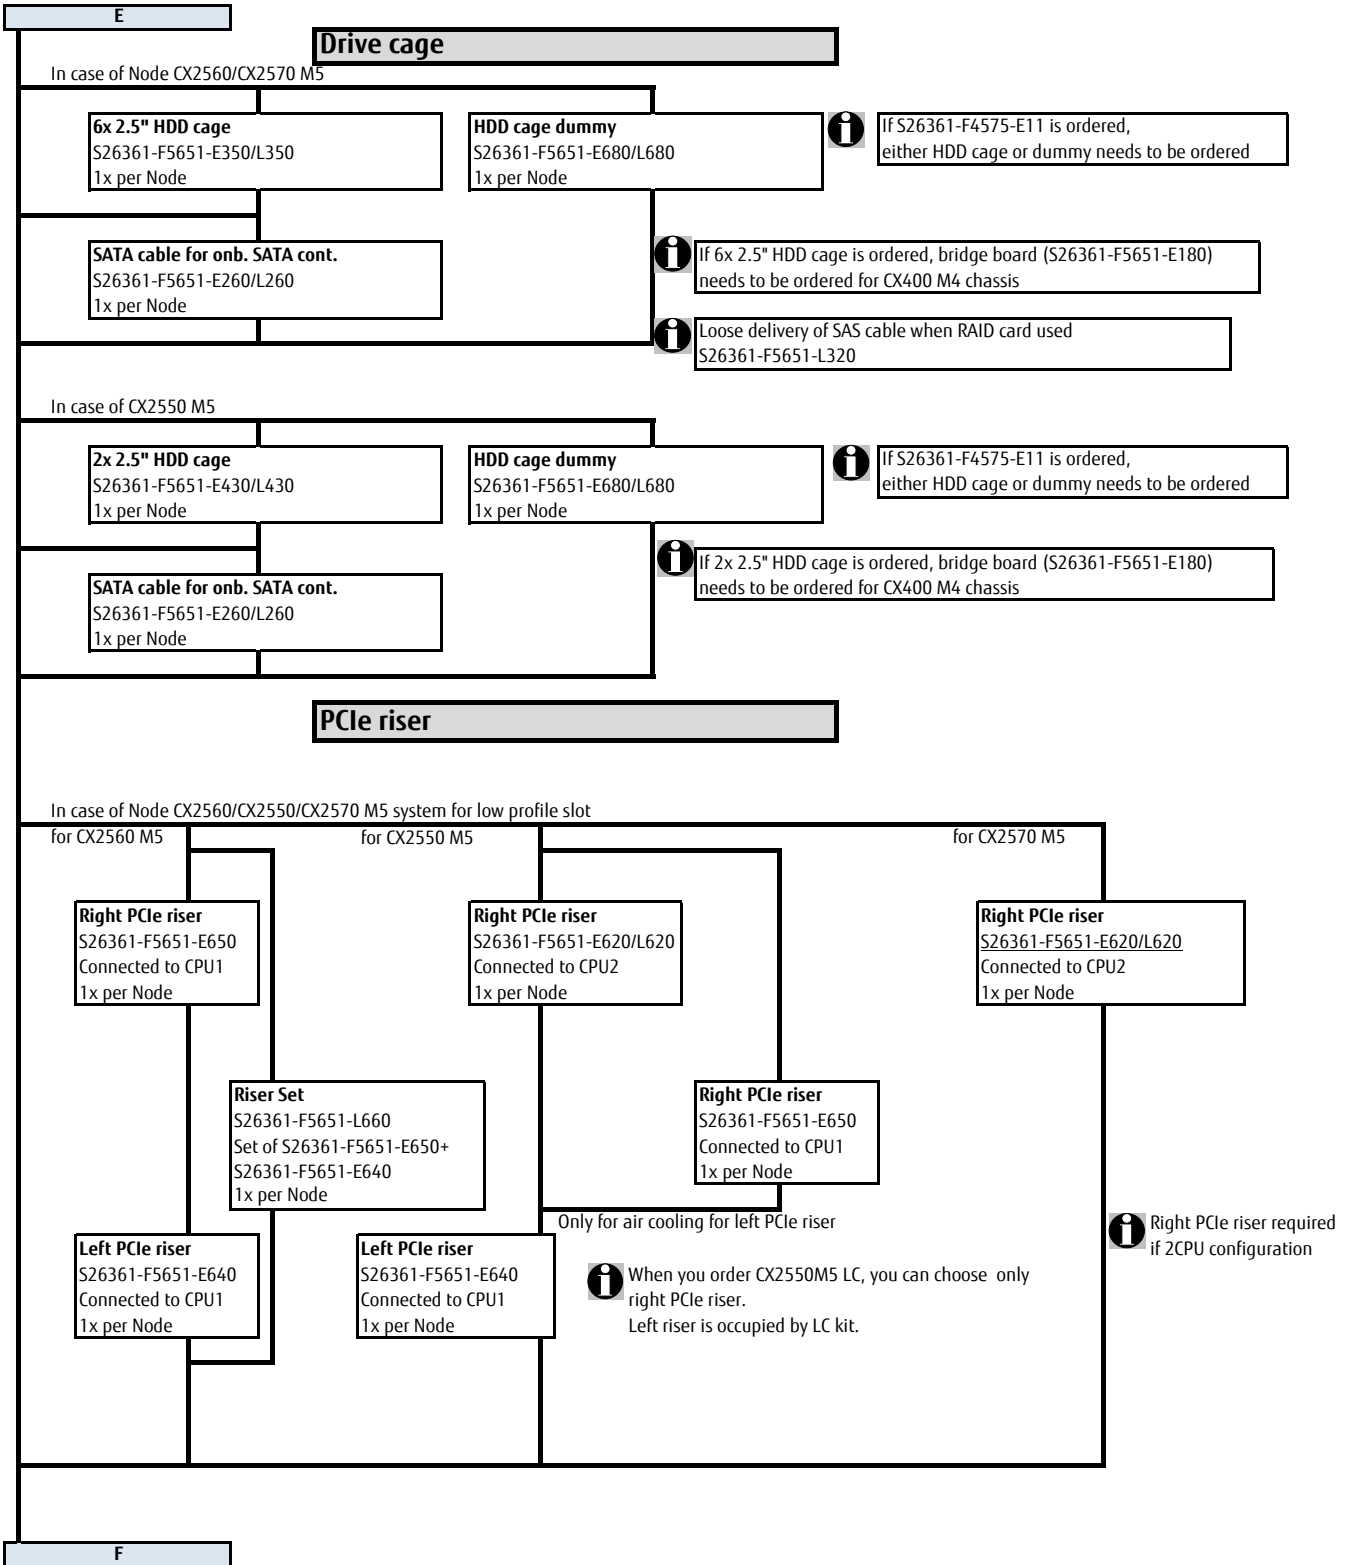 E
Drive cage
In case of Node CX2560/CX2570 M5
6x 2.5" HDD cage
S26361-F5651-E350/L350
1x per Node
HDD cage dummy
S26361-F5651-E680/L680
1x per Node
If S26361-F4575-E11 is ordered,
either HDD cage or dummy needs to be ordered
SATA cable for onb. SATA cont.
S26361-F5651-E260/L260
1x per Node
If 6x 2.5" HDD cage is ordered, bridge board (S26361-F5651-E180)
needs to be ordered for CX400 M4 chassis
Loose delivery of SAS cable when RAID card used
S26361-F5651-L320
In case of CX2550 M5
2x 2.5" HDD cage
S26361-F5651-E430/L430
1x per Node
HDD cage dummy
S26361-F5651-E680/L680
1x per Node
If S26361-F4575-E11 is ordered,
either HDD cage or dummy needs to be ordered
SATA cable for onb. SATA cont.
S26361-F5651-E260/L260
1x per Node
If 2x 2.5" HDD cage is ordered, bridge board (S26361-F5651-E180)
needs to be ordered for CX400 M4 chassis
PCIe riser
In case of Node CX2560/CX2550/CX2570 M5 system for low profile slot
for CX2560 M5
for CX2550 M5
for CX2570 M5
Right PCIe riser
S26361-F5651-E650
Connected to CPU1
1x per Node
Right PCIe riser
S26361-F5651-E620/L620
Connected to CPU2
1x per Node
Right PCIe riser
S26361-F5651-E620/L620
Connected to CPU2
1x per Node
Riser Set
S26361-F5651-L660
Set of S26361-F5651-E650+
S26361-F5651-E640
1x per Node
Right PCIe riser
S26361-F5651-E650
Connected to CPU1
1x per Node
Only for air cooling for left PCIe riser
Right PCIe riser required
if 2CPU configuration
Left PCIe riser
S26361-F5651-E640
Connected to CPU1
1x per Node
Left PCIe riser
S26361-F5651-E640
Connected to CPU1
1x per Node
When you order CX2550M5 LC, you can choose  only
right PCIe riser.
Left riser is occupied by LC kit.
F